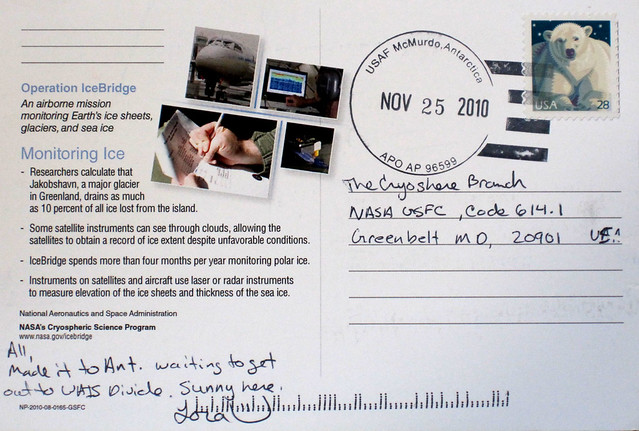 Operation IceBridge
An airborne mission
monitoring Earth's ice sheets,
glaciers, and sea ice
Monitoring Ice
- Researchers calculate that
Jakobshavn, a major glacier
in Greenland, drains as much
as 10 percent of all ice lost from the island.
- Some satellite instruments can see through clouds, allowing the
satellites to obtain a record of ice extent despite unfavorable conditions.
- IceBridge spends more than four months per year monitoring polar ice.
- Instruments on satellites and aircraft use laser or radar instruments
to measure elevation of the ice sheets and thickness of the sea ice.
National Aeronautics and Space Administration
NASA's Cryospheric Science Program
www.nasa.gov/icebridge
All,
Made it to Ant. waiting to get
out to WAIS Divide. Sunny here.
Lora
NP-2010-08-0165-GSFC
USAF McMurdo, Antarctica
NOV 25 2010
APO AP 96599
USA 28
The Cryoshere Branch
NASA GSFC, Code 614.1
Greenbelt MD, 20901